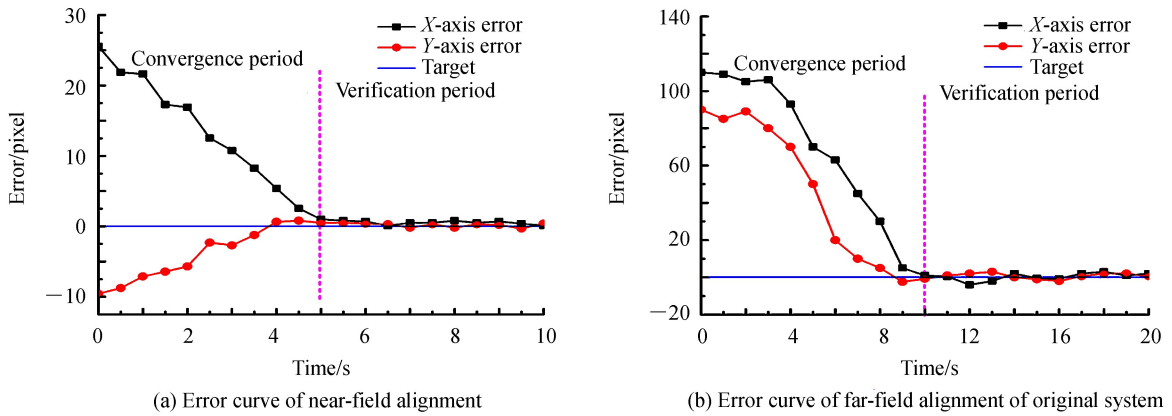 30
20
10
0
－10
Error/pixel
X-axis error
Y-axis error
Target
Convergence period
Verification period
0 2 4 6 8 10
Time/s
(a) Error curve of near-field alignment
140
100
60
20
－20
Error/pixel
X-axis error
Y-axis error
Target
Convergence period
Verification period
0 4 8 12 16 20
Time/s
(b) Error curve of far-field alignment of original system